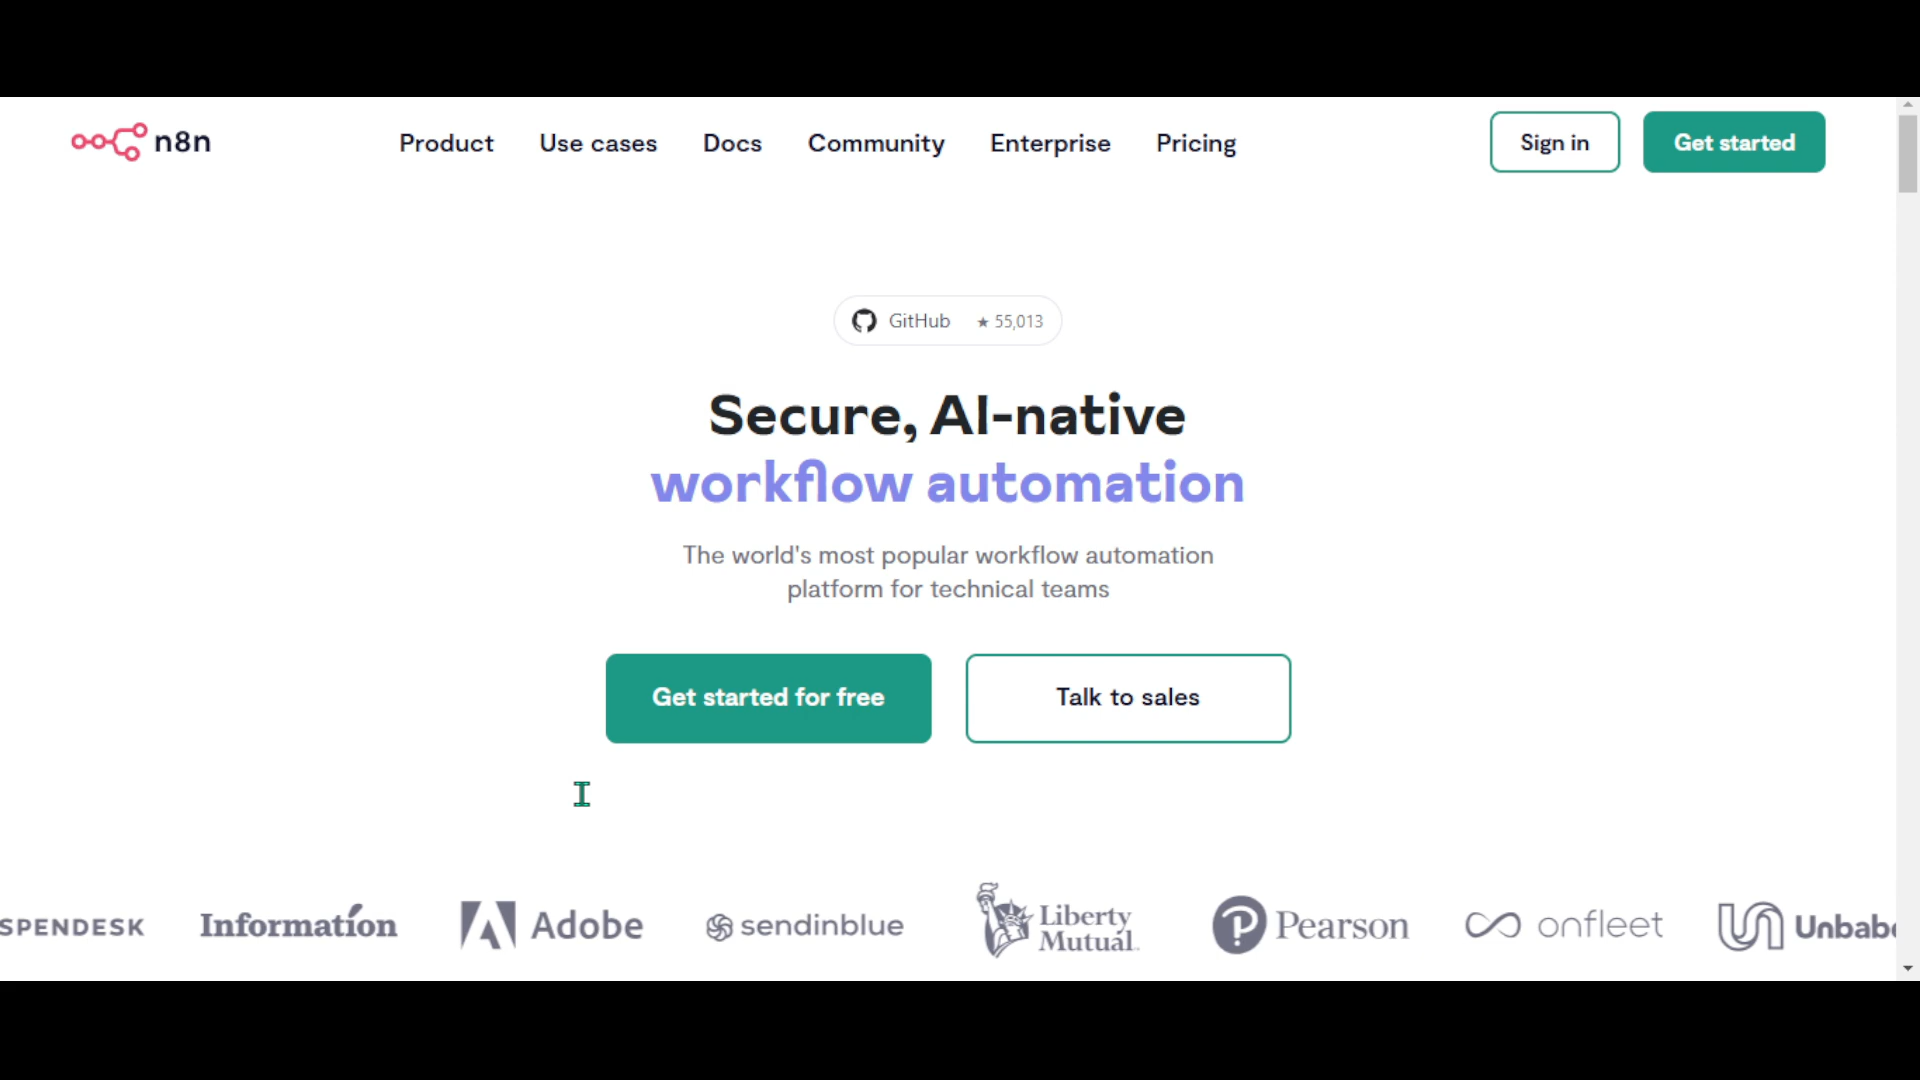 n8n
Product Use cases Docs Community Enterprise Pricing
Sign in
Get started
GitHub ★ 55,013
Secure, AI-native
workflow automation
The world's most popular workflow automation
platform for technical teams
Get started for free
Talk to sales
SPENDESK
Information
Adobe
sendinblue
Liberty
Mutual
Pearson
onfleet